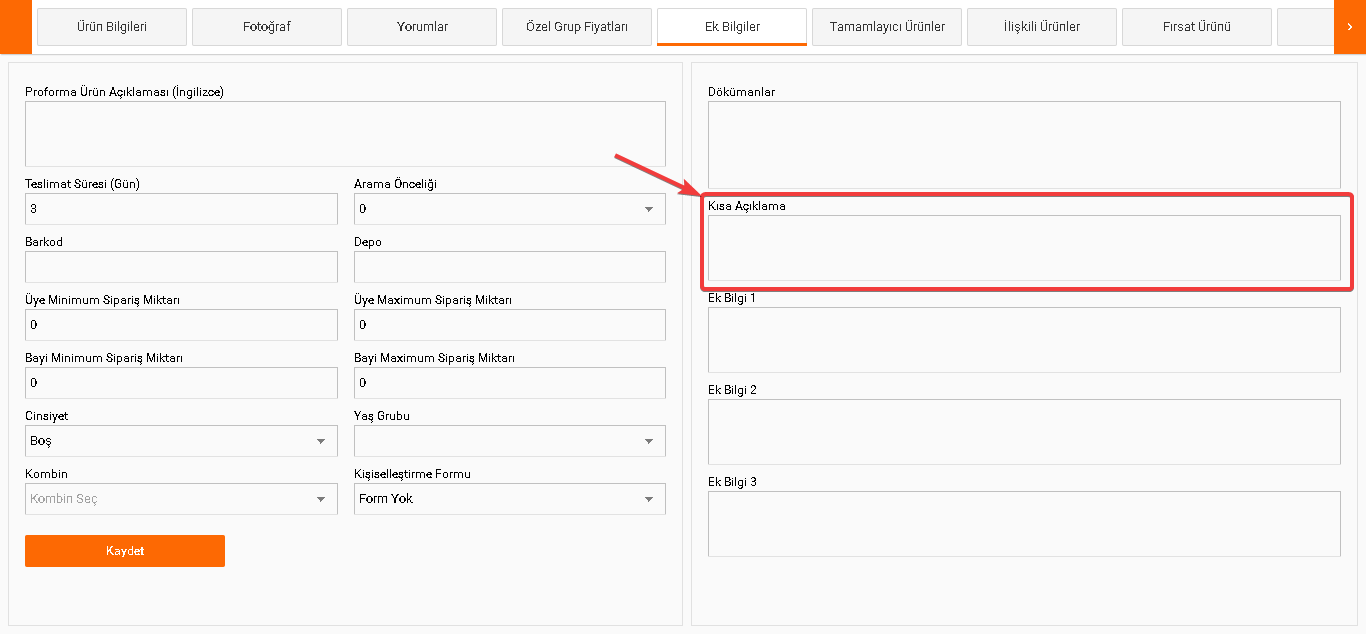 Ürün Bilgileri
Fotoğraf
Yorumlar
Özel Grup Fiyatları
Ek Bilgiler
Tamamlayıcı Ürünler
İlişkili Ürünler
Fırsat Ürünü
Proforma Ürün Açıklaması (İngilizce)
Teslimat Süresi (Gün)
Arama Önceliği
3
0
Barkod
Depo
Üye Minimum Sipariş Miktarı
Üye Maximum Sipariş Miktarı
0
0
Bayi Minimum Sipariş Miktarı
Bayi Maximum Sipariş Miktarı
0
0
Cinsiyet
Yaş Grubu
Boş
Kombin
Kişiselleştirme Formu
Kombin Seç
Form Yok
Kaydet
Dökümanlar
Kısa Açıklama
Ek Bilgi 1
Ek Bilgi 2
Ek Bilgi 3